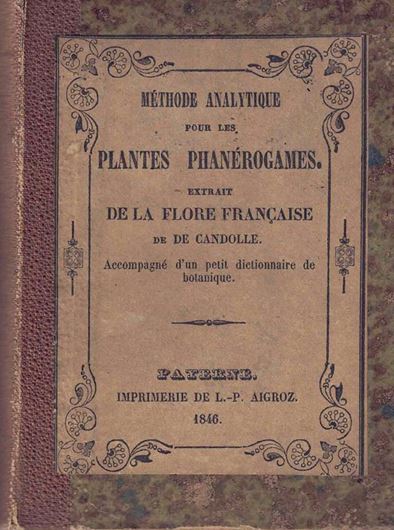 MÉTHODE ANALYTIQUE
POUR LES
PLANTES PHANÉROGAMES.
EXTRAIT
DE LA FLORE FRANÇAISE
DE DE CANDOLLE.
Accompagné d'un petit dictionnaire de
botanique.
PAYERNE.
IMPRIMERIE DE L.-P. AIGROZ.
1846.